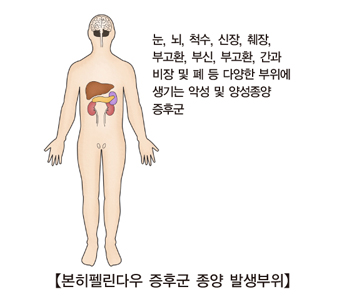 눈, 뇌, 척수, 신장, 췌장,
부고환, 부신, 부고환, 간과
비장 및 폐 등 다양한 부위에
생기는 악성 및 양성종양
증후군
【본히펠린다우 증후군 종양 발생부위】